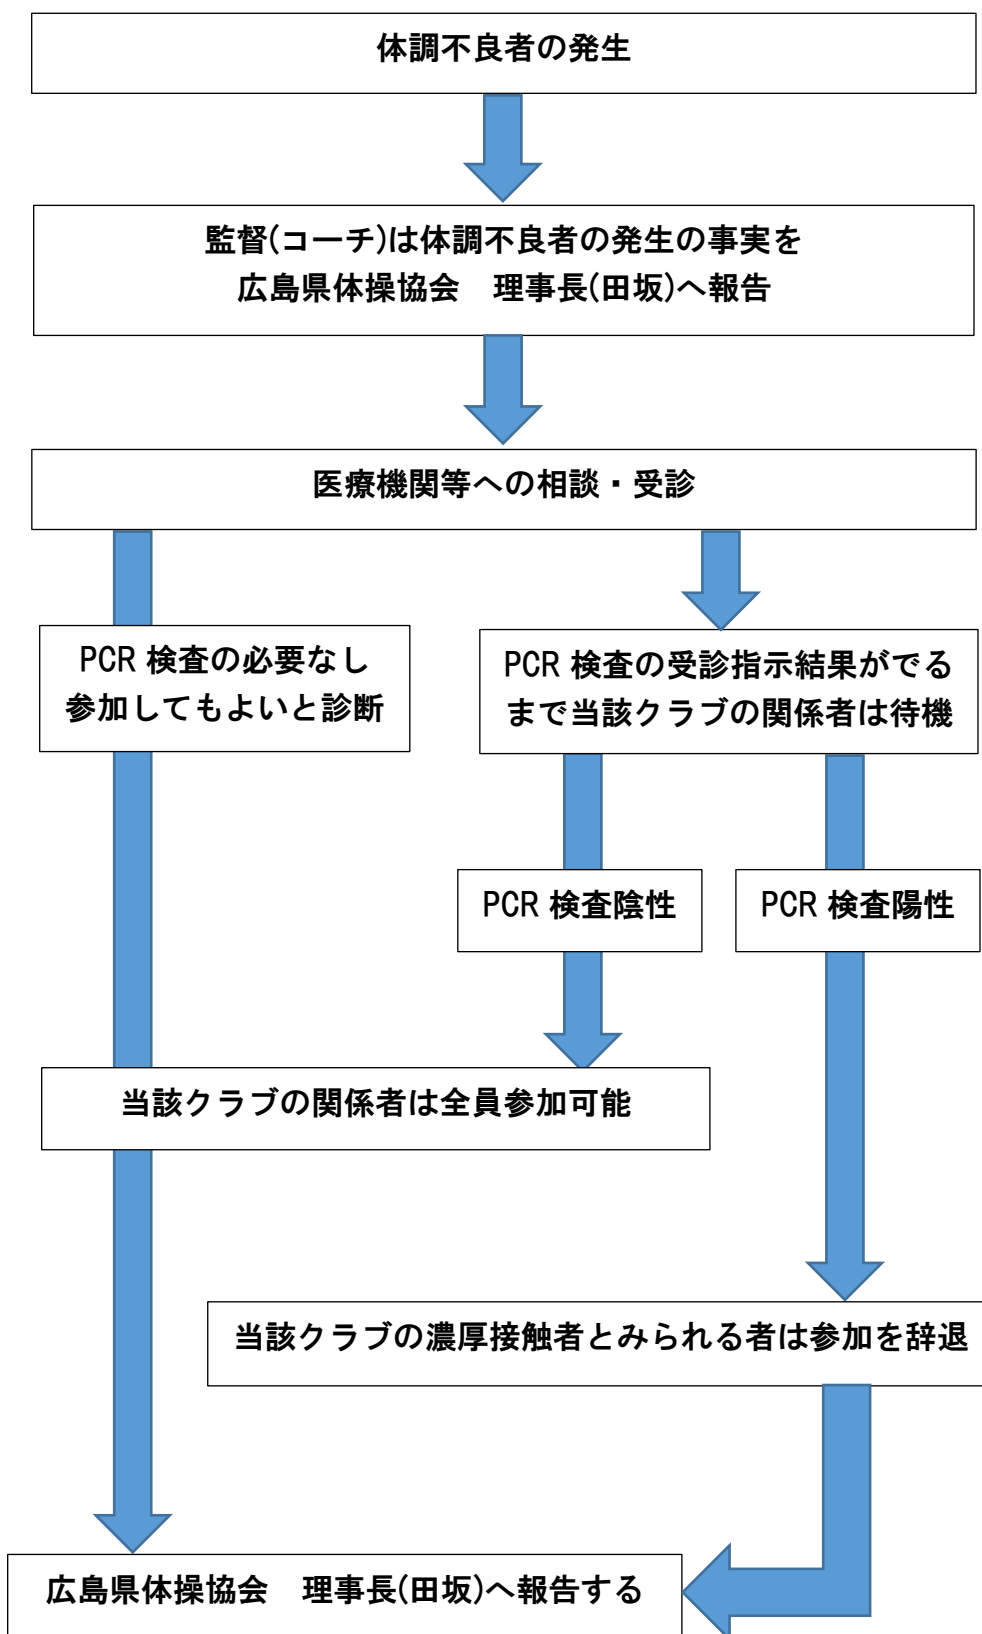 体調不良者の発生
監督(コーチ)は体調不良者の発生の事実を
広島県体操協会　理事長(田坂)へ報告
医療機関等への相談・受診
PCR 検査の必要なし
参加してもよいと診断
PCR 検査の受診指示結果がでる
まで当該クラブの関係者は待機
PCR 検査陰性
PCR 検査陽性
当該クラブの関係者は全員参加可能
当該クラブの濃厚接触者とみられる者は参加を辞退
広島県体操協会　理事長(田坂)へ報告する